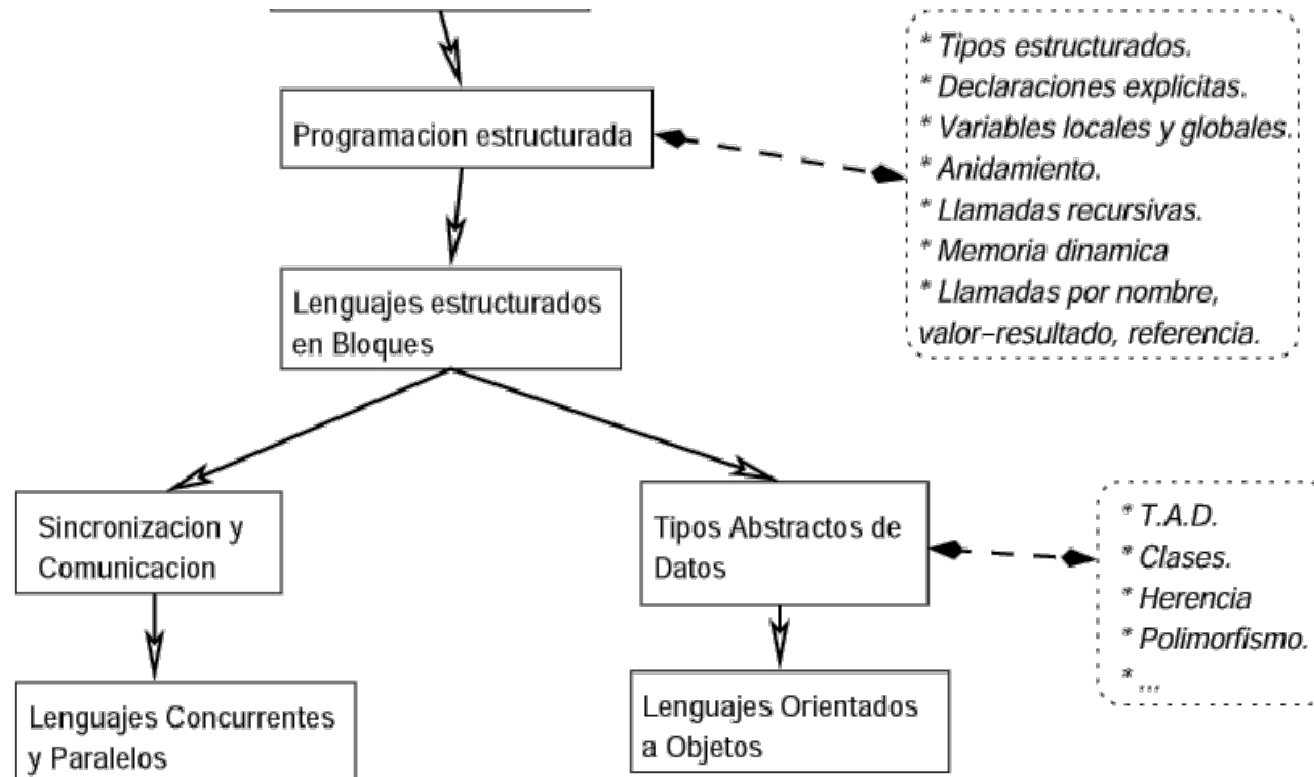 * Tipos estructurados.
* Declaraciones explicitas.
* Variables locales y globales.
* Anidamiento.
* Llamadas recursivas.
* Memoria dinamica
* Llamadas por nombre,
valor-resultado, referencia.
Programacion estructurada
Lenguajes estructurados
en Bloques
Sincronizacion y
Comunicacion
Tipos Abstractos de
Datos
* T.A.D.
* Clases.
* Herencia
* Polimorfismo.
* ...
Lenguajes Concurrentes
y Paralelos
Lenguajes Orientados
a Objetos